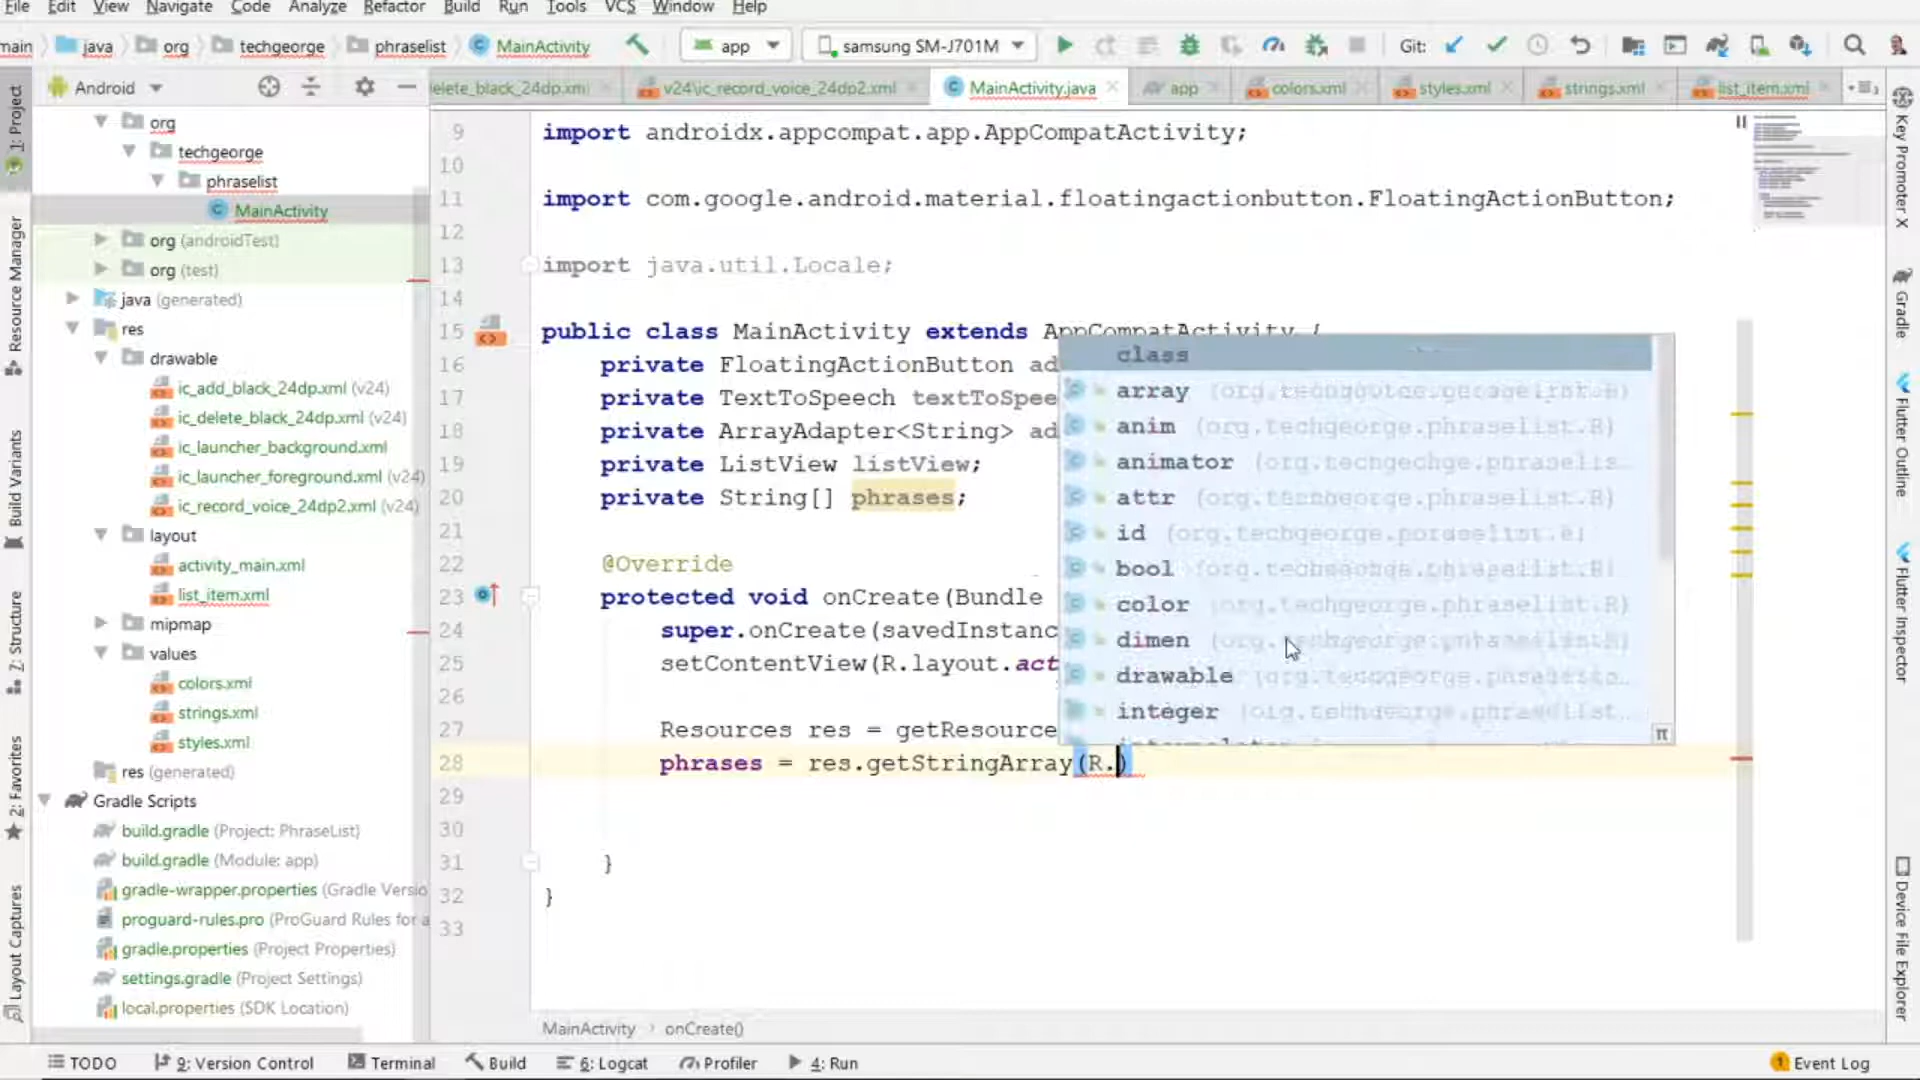 File Edit View Navigate Code Analyze Refactor Build Run Tools VCS Window Help
main java org techgeorge phraselist MainActivity app samsung SM-J701M Git:
Android
elete_black_24dp.xml v24\ic_record_voice_24dp2.xml MainActivity.java app colors.xml styles.xml strings.xml list_item.xml
1: Project
Resource Manager
Build Variants
7: Structure
2: Favorites
Layout Captures
org
techgeorge
phraselist
MainActivity
org (androidTest)
org (test)
java (generated)
res
drawable
ic_add_black_24dp.xml (v24)
ic_delete_black_24dp.xml (v24)
ic_launcher_background.xml
ic_launcher_foreground.xml (v24)
ic_record_voice_24dp2.xml (v24)
layout
activity_main.xml
list_item.xml
mipmap
values
colors.xml
strings.xml
styles.xml
res (generated)
Gradle Scripts
build.gradle (Project: PhraseList)
build.gradle (Module: app)
gradle-wrapper.properties (Gradle Versio
proguard-rules.pro (ProGuard Rules for a
gradle.properties (Project Properties)
settings.gradle (Project Settings)
local.properties (SDK Location)
9 import androidx.appcompat.app.AppCompatActivity;
10
11 import com.google.android.material.floatingactionbutton.FloatingActionButton;
12
13 import java.util.Locale;
14
15 public class MainActivity extends AppCompatActivity {
16 private FloatingActionButton ad
17 private TextToSpeech textToSpee
18 private ArrayAdapter<String> ad
19 private ListView listView;
20 private String[] phrases;
21
22 @Override
23 protected void onCreate(Bundle
24 super.onCreate(savedInstanc
25 setContentView(R.layout.act
26
27 Resources res = getResource
28 phrases = res.getStringArray(R.)
29
30
31 }
32 }
33
class
array
anim (org.techgeorge.phraselist.R)
animator
attr (org.techgeorge.phraselist.R)
id
bool
color (org.techgeorge.phraselist.R)
dimen (org.techgeorge.phraselist.R)
drawable
integer
π
MainActivity › onCreate()
Key Promoter X
Gradle
Flutter Outline
Flutter Inspector
Device File Explorer
TODO 9: Version Control Terminal Build 6: Logcat Profiler 4: Run Event Log